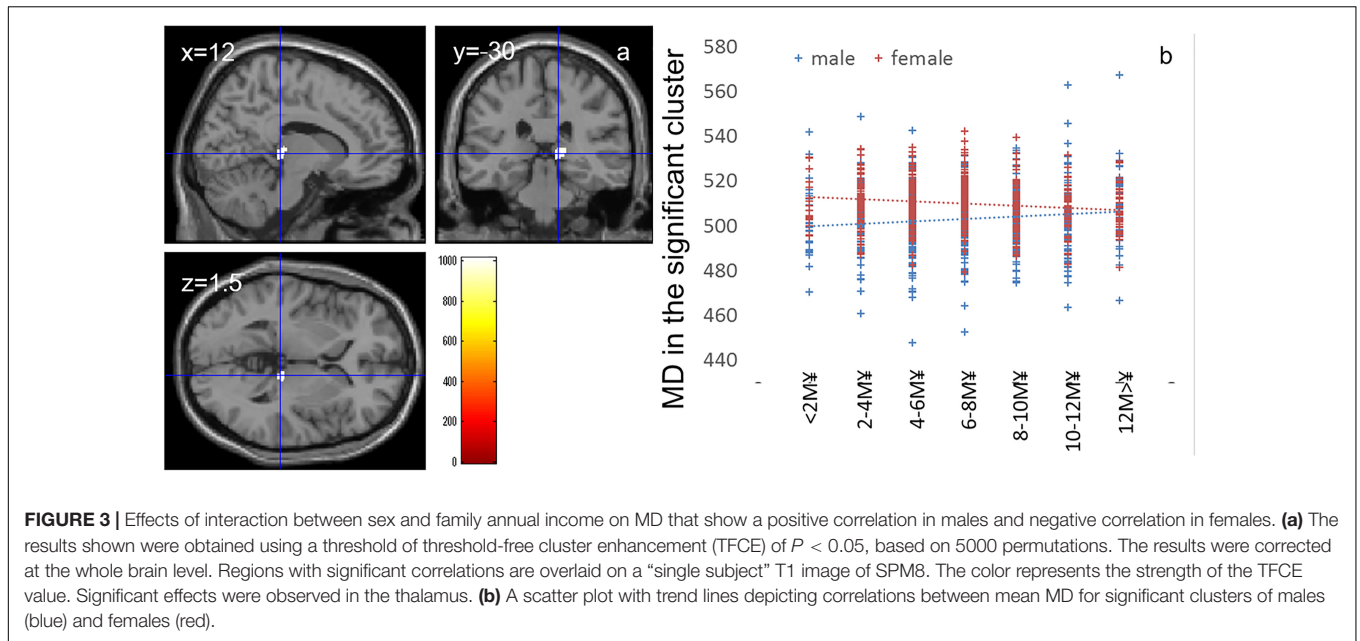 x=12
y=-30
a
z=1.5
1000
800
600
400
200
0
MD in the significant cluster
580
560
540
520
500
480
460
440
+ male + female
b
- <2M¥ 2-4M¥ 4-6M¥ 6-8M¥ 8-10M¥ 10-12M¥ 12M>¥ -
FIGURE 3 | Effects of interaction between sex and family annual income on MD that show a positive correlation in males and negative correlation in females. (a) The
results shown were obtained using a threshold of threshold-free cluster enhancement (TFCE) of P < 0.05, based on 5000 permutations. The results were corrected
at the whole brain level. Regions with significant correlations are overlaid on a “single subject” T1 image of SPM8. The color represents the strength of the TFCE
value. Significant effects were observed in the thalamus. (b) A scatter plot with trend lines depicting correlations between mean MD for significant clusters of males
(blue) and females (red).